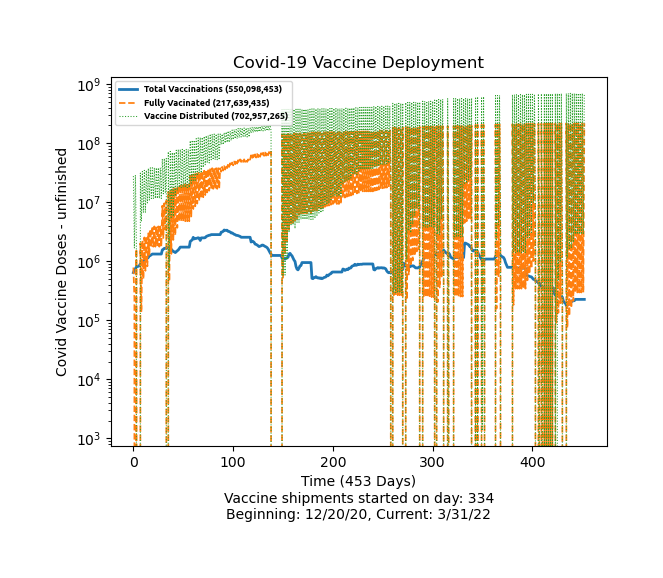 Covid-19 Vaccine Deployment
Total Vaccinations (550,098,453)
Fully Vacinated (217,639,435)
Vaccine Distributed (702,957,265)
Covid Vaccine Doses - unfinished
10⁹
10⁸
10⁷
10⁶
10⁵
10⁴
10³
0 100 200 300 400
Time (453 Days)
Vaccine shipments started on day: 334
Beginning: 12/20/20, Current: 3/31/22